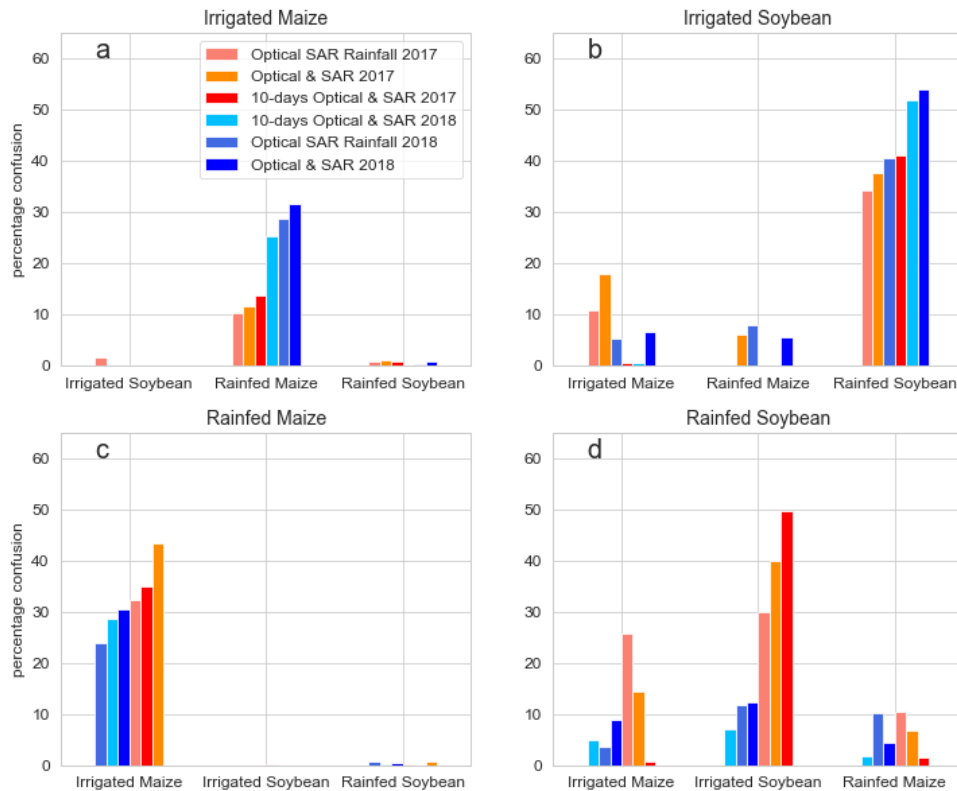 Irrigated Maize
a
Optical SAR Rainfall 2017
Optical & SAR 2017
10-days Optical & SAR 2017
10-days Optical & SAR 2018
Optical SAR Rainfall 2018
Optical & SAR 2018
percentage confusion
60
50
40
30
20
10
0
Irrigated Soybean Rainfed Maize Rainfed Soybean
Irrigated Soybean
b
60
50
40
30
20
10
0
Irrigated Maize Rainfed Maize Rainfed Soybean
Rainfed Maize
c
percentage confusion
60
50
40
30
20
10
0
Irrigated Maize Irrigated Soybean Rainfed Soybean
Rainfed Soybean
d
60
50
40
30
20
10
0
Irrigated Maize Irrigated Soybean Rainfed Maize